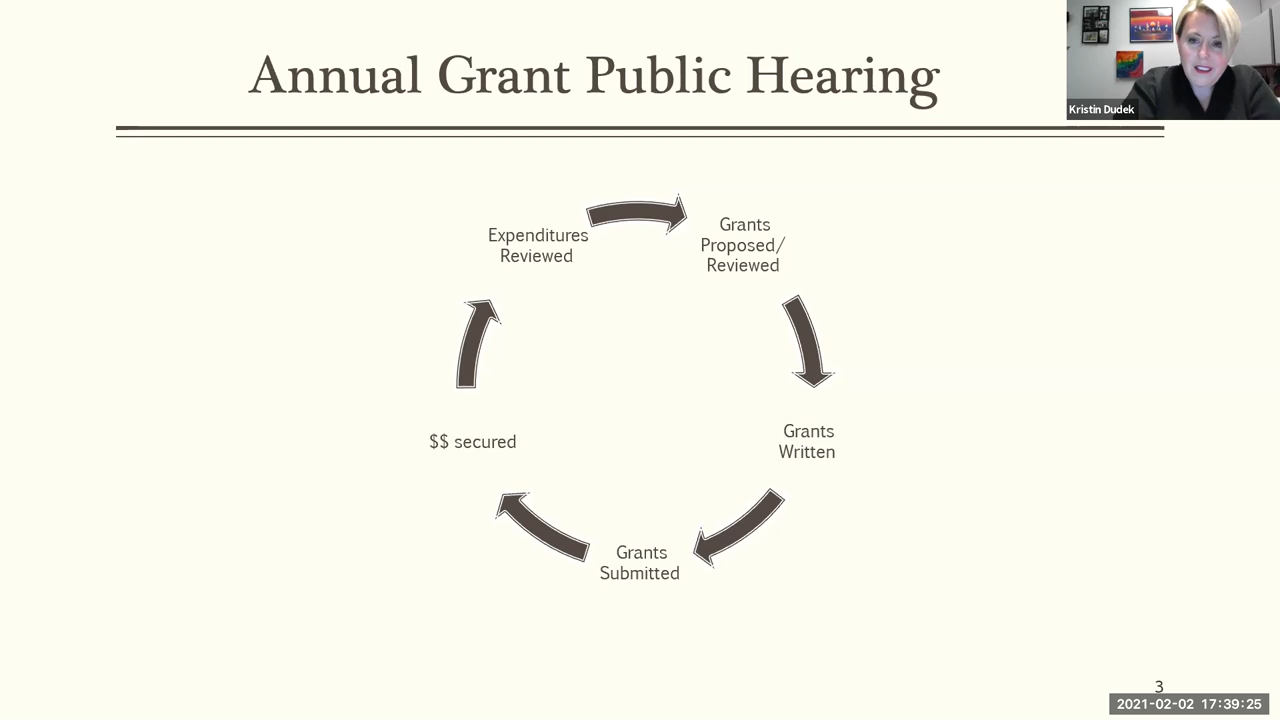 Annual Grant Public Hearing
Kristin Dudek
Expenditures
Reviewed
Grants
Proposed/
Reviewed
Grants
Written
Grants
Submitted
$$ secured
3
2021-02-02 17:39:25